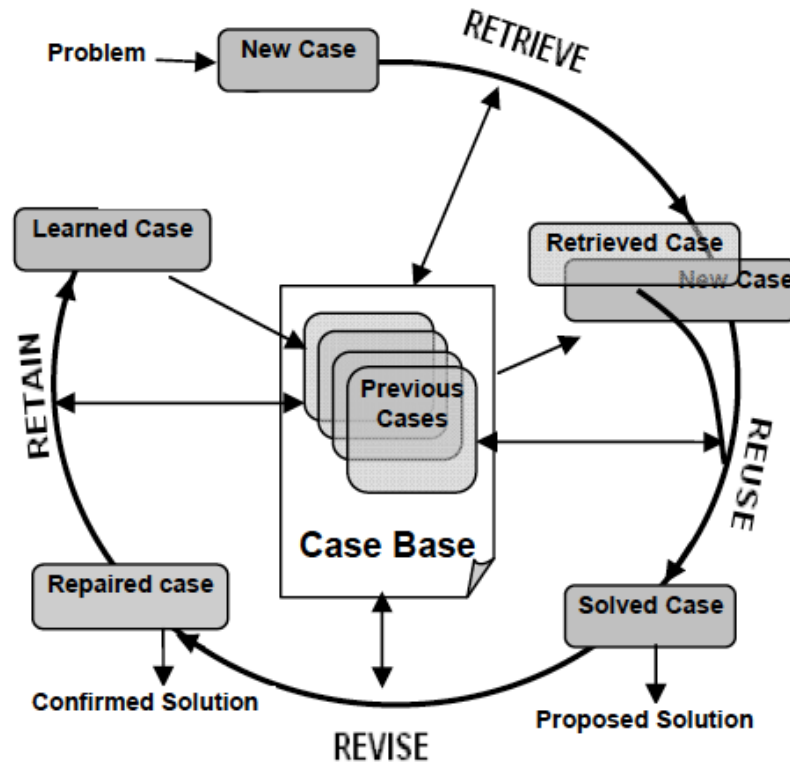 Problem
New Case
RETRIEVE
Learned Case
Retrieved Case
New Case
Previous
Cases
RETAIN
REUSE
Case Base
Repaired case
Solved Case
Confirmed Solution
Proposed Solution
REVISE